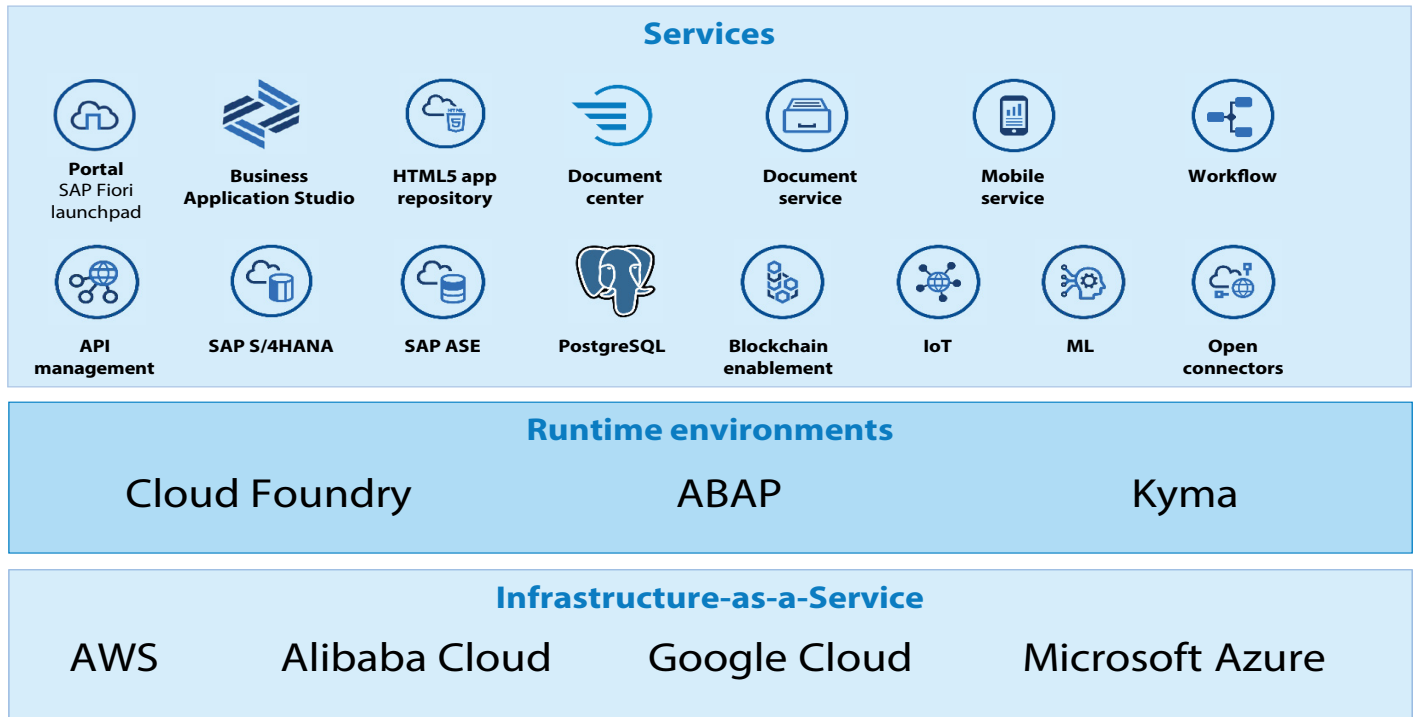 Services
HTML
5
Portal
SAP Fiori
launchpad
Business
Application Studio
HTML5 app
repository
Document
center
Document
service
Mobile
service
Workflow
API
management
SAP S/4HANA
SAP ASE
PostgreSQL
Blockchain
enablement
IoT
ML
Open
connectors
Runtime environments
Cloud Foundry
ABAP
Kyma
Infrastructure-as-a-Service
AWS
Alibaba Cloud
Google Cloud
Microsoft Azure